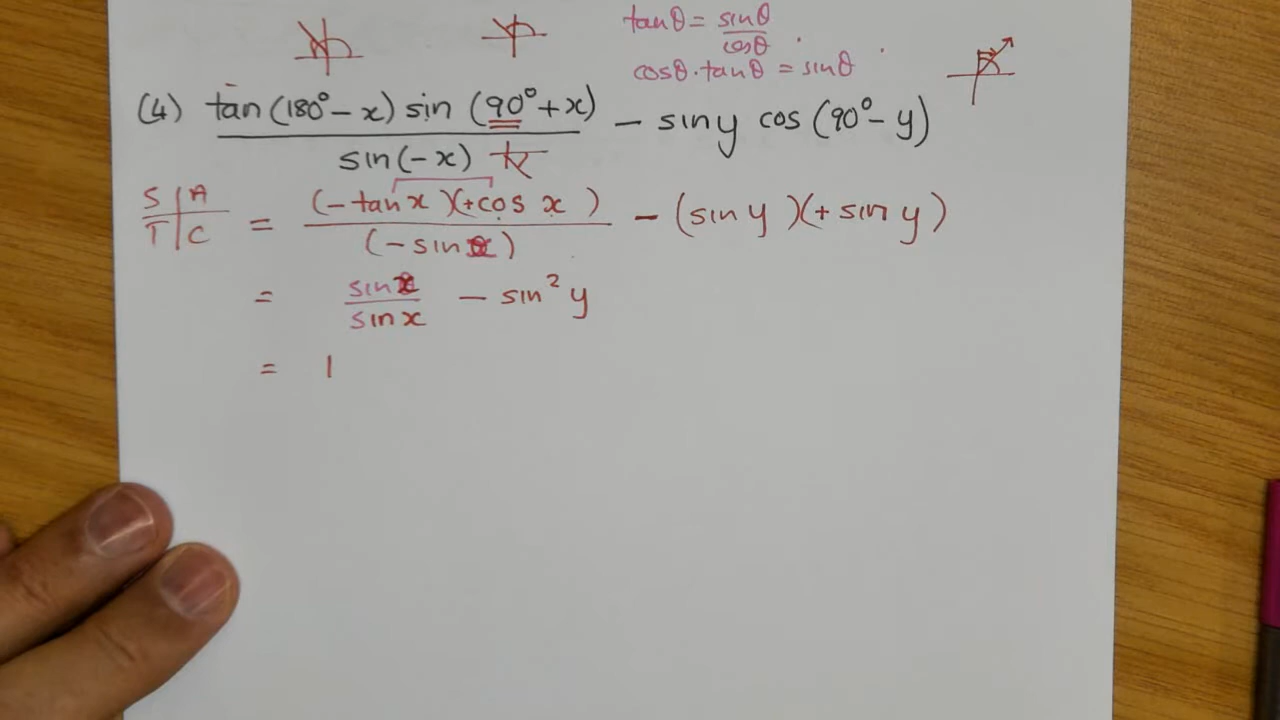 tanθ = sinθ / cosθ
cosθ · tanθ = sinθ
(4) tan(180° − x) sin(90° + x) / sin(−x) − siny cos(90° − y)
S A
T C
= (−tan x)(+cos x) / (−sin x) − (sin y)(+sin y)
= sin x / sin x − sin² y
= 1